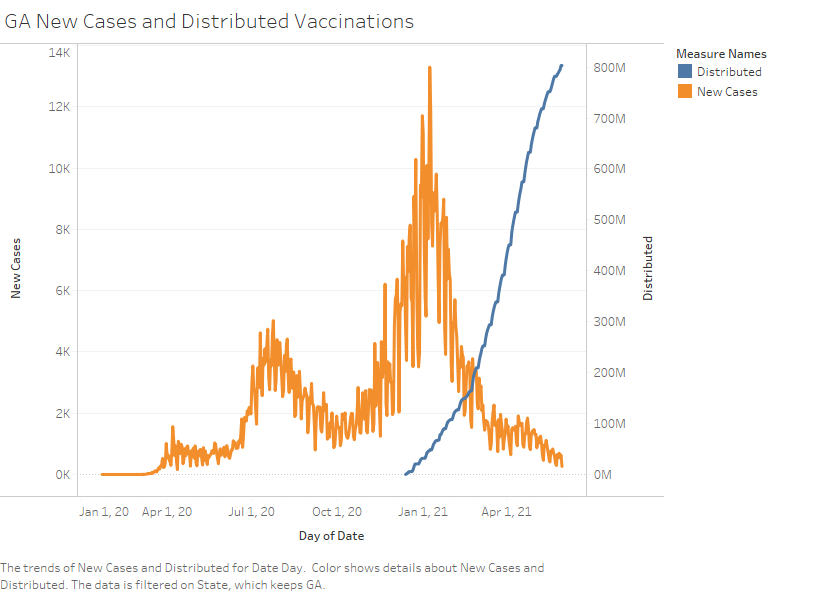 GA New Cases and Distributed Vaccinations
Measure Names
Distributed
New Cases
14K
12K
10K
8K
6K
4K
2K
0K
New Cases
800M
700M
600M
500M
400M
300M
200M
100M
0M
Distributed
Jan 1, 20 Apr 1, 20 Jul 1, 20 Oct 1, 20 Jan 1, 21 Apr 1, 21
Day of Date
The trends of New Cases and Distributed for Date Day. Color shows details about New Cases and
Distributed. The data is filtered on State, which keeps GA.